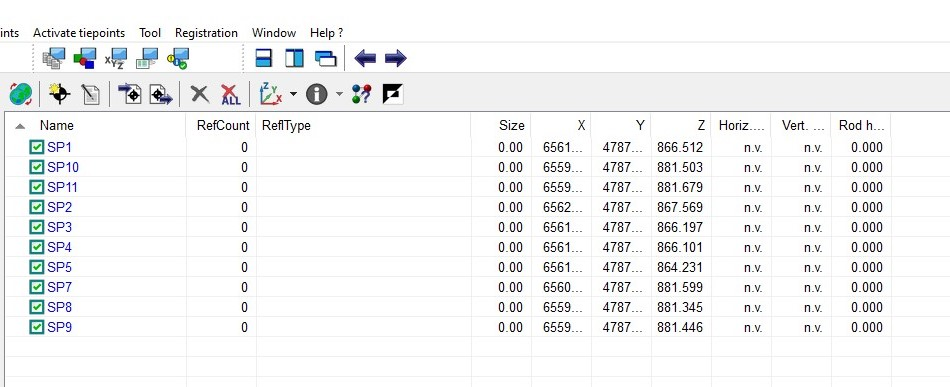 ints Activate tiepoints Tool Registration Window Help ?
XYZ
ALL Z Y X i ?
Name RefCount ReflType Size X Y Z Horiz.... Vert. ... Rod h...
SP1 0 0.00 6561... 4787... 866.512 n.v. n.v. 0.000
SP10 0 0.00 6559... 4787... 881.503 n.v. n.v. 0.000
SP11 0 0.00 6559... 4787... 881.679 n.v. n.v. 0.000
SP2 0 0.00 6562... 4787... 867.569 n.v. n.v. 0.000
SP3 0 0.00 6561... 4787... 866.197 n.v. n.v. 0.000
SP4 0 0.00 6561... 4787... 866.101 n.v. n.v. 0.000
SP5 0 0.00 6561... 4787... 864.231 n.v. n.v. 0.000
SP7 0 0.00 6560... 4787... 881.599 n.v. n.v. 0.000
SP8 0 0.00 6559... 4787... 881.345 n.v. n.v. 0.000
SP9 0 0.00 6559... 4787... 881.446 n.v. n.v. 0.000